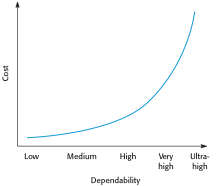 Cost
Low Medium High Very high Ultra-high
Dependability